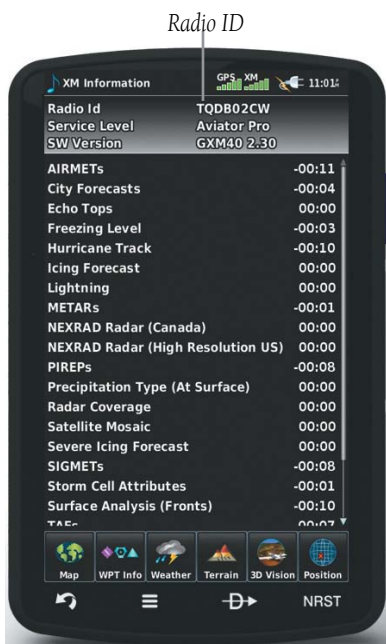 Radio ID
XM Information GPS XM 11:01
Radio Id TQDB02CW
Service Level Aviator Pro
SW Version GXM40 2.30
AIRMETs -00:11
City Forecasts -00:04
Echo Tops 00:00
Freezing Level -00:03
Hurricane Track -00:10
Icing Forecast 00:00
Lightning 00:00
METARs -00:01
NEXRAD Radar (Canada) 00:00
NEXRAD Radar (High Resolution US) 00:00
PIREPs -00:08
Precipitation Type (At Surface) 00:00
Radar Coverage 00:00
Satellite Mosaic 00:00
Severe Icing Forecast 00:00
SIGMETs -00:08
Storm Cell Attributes -00:01
Surface Analysis (Fronts) -00:10
TAFs
Map WPT Info Weather Terrain 3D Vision Position
NRST